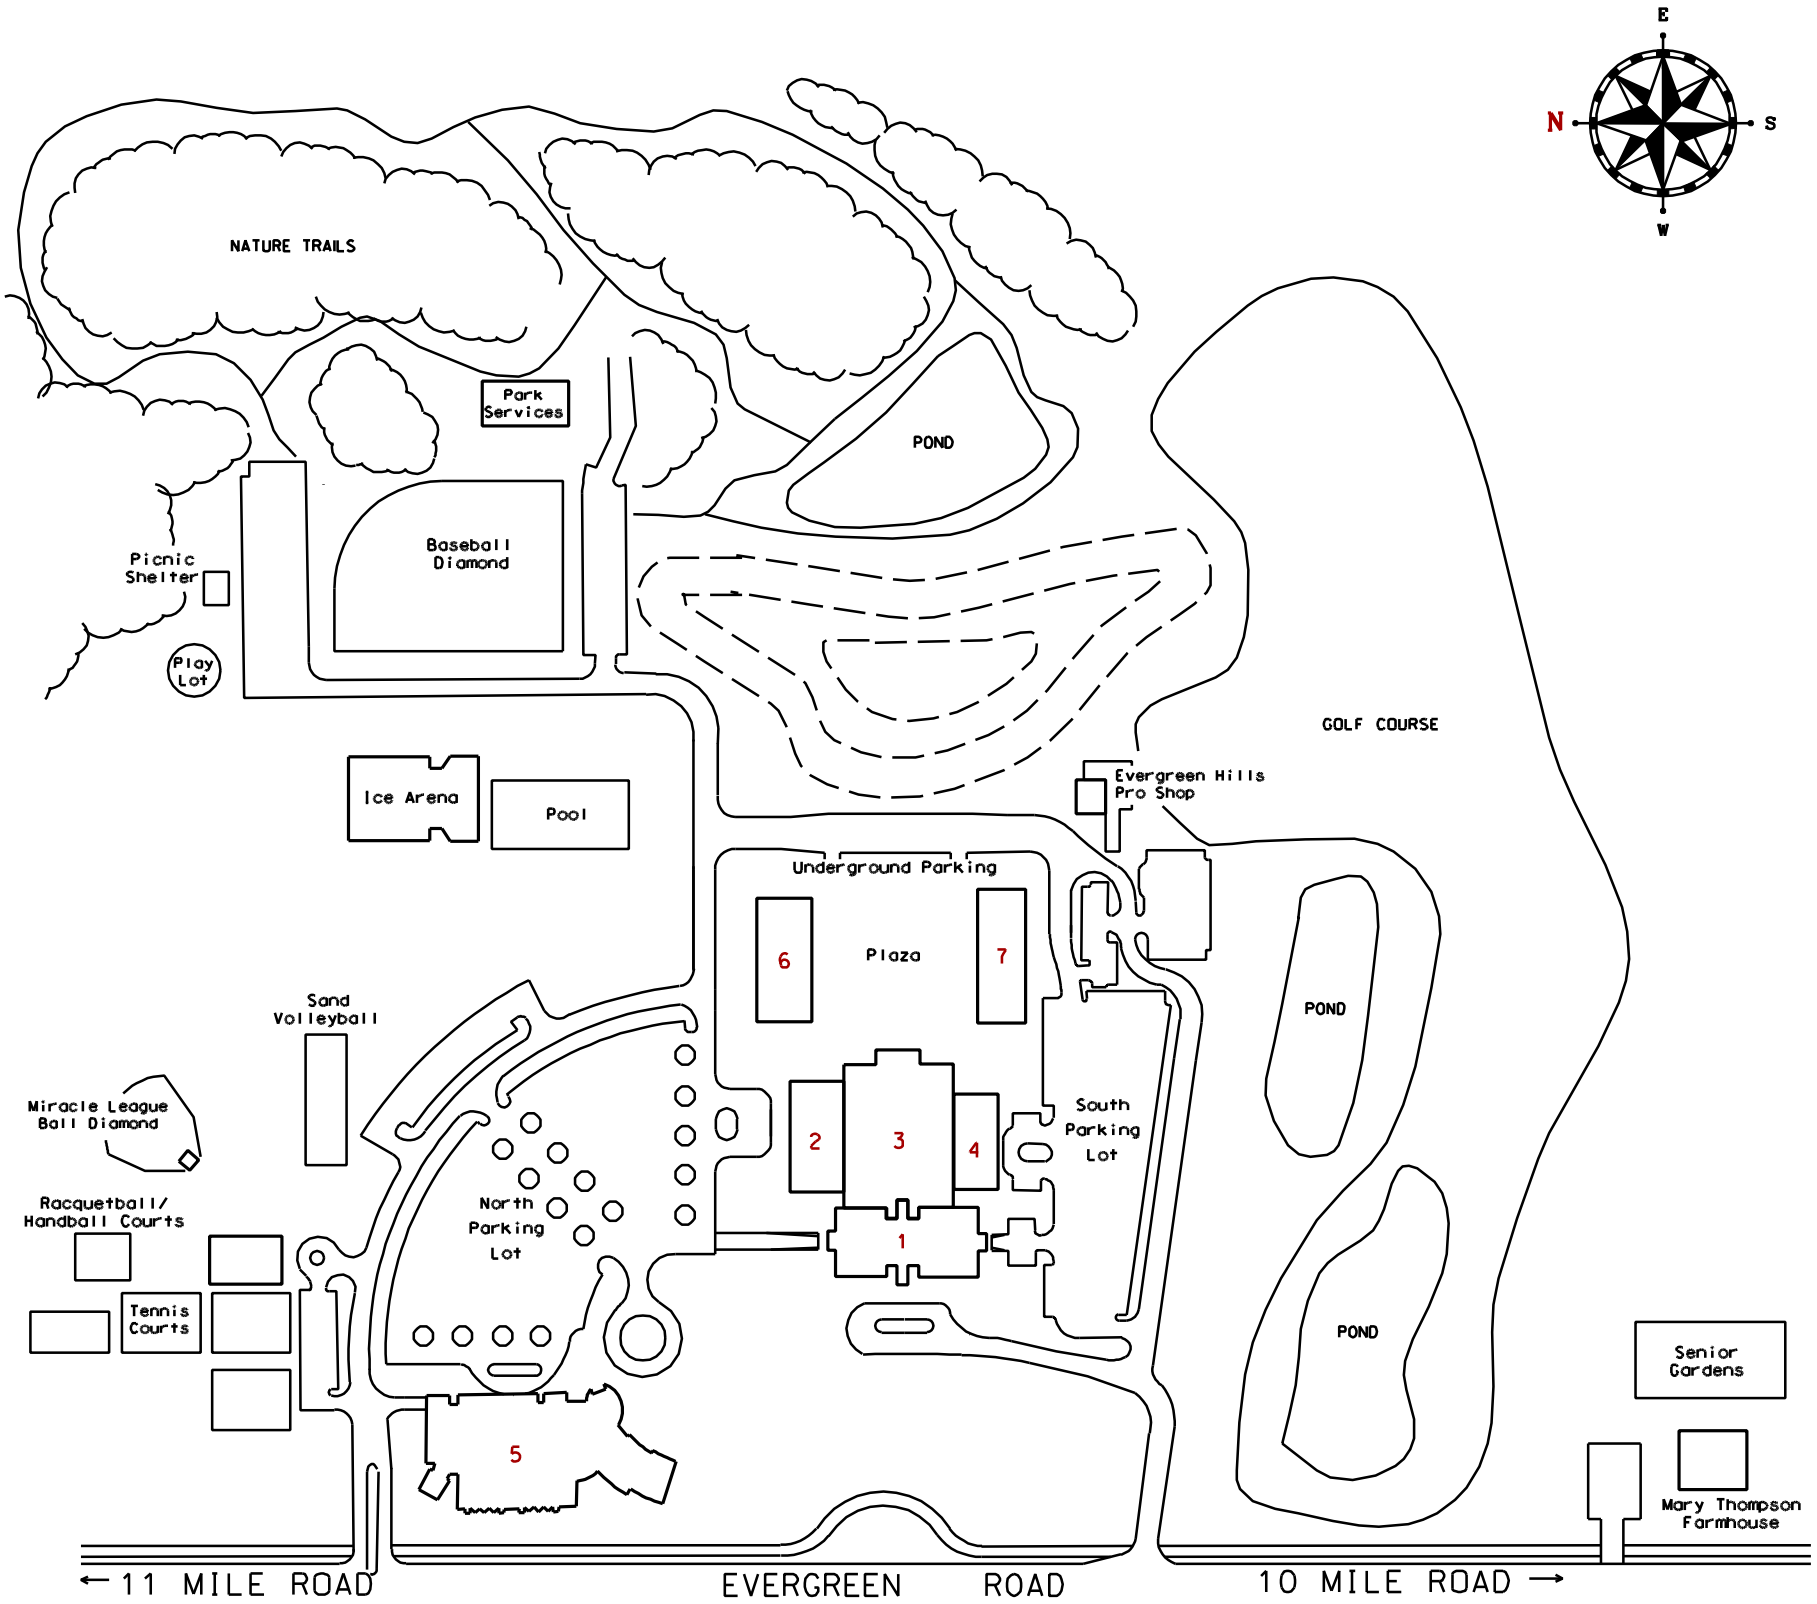 E
N
S
W
NATURE TRAILS
Park
Services
POND
Baseball
Diamond
Picnic
Shelter
Play
Lot
GOLF COURSE
Evergreen Hills
Pro Shop
Ice Arena
Pool
Underground Parking
6
Plaza
7
Sand
Volleyball
POND
Miracle League
Ball Diamond
South
Parking
Lot
2
3
4
Racquetball/
Handball Courts
North
Parking
Lot
1
Tennis
Courts
POND
Senior
Gardens
5
Mary Thompson
Farmhouse
← 11 MILE ROAD
EVERGREEN ROAD
10 MILE ROAD →